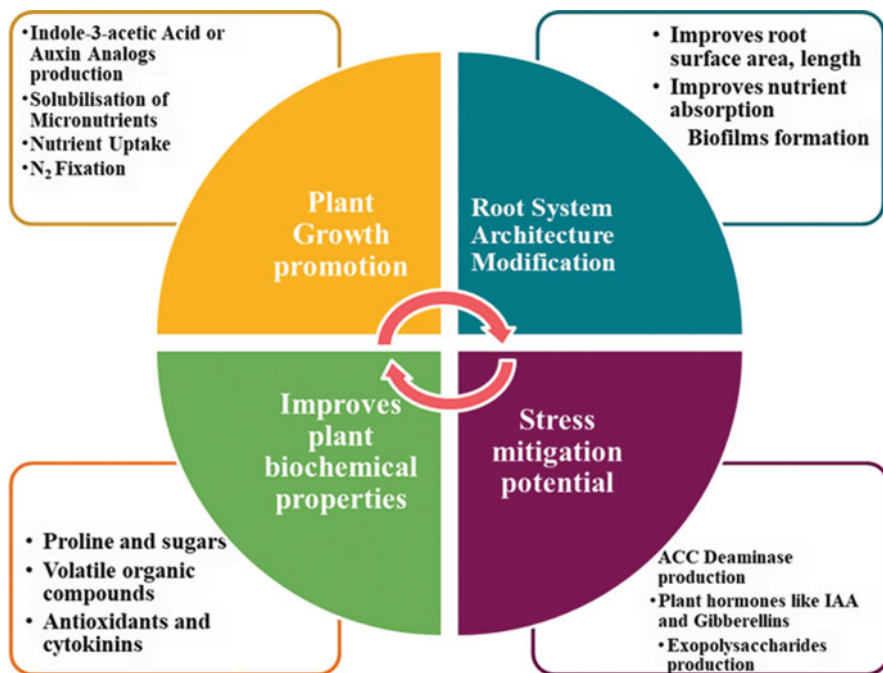 •Indole-3-acetic Acid or
Auxin Analogs
production
•Solubilisation of
Micronutrients
•Nutrient Uptake
•N₂ Fixation
• Improves root
surface area, length
• Improves nutrient
absorption
Biofilms formation
Plant
Growth
promotion
Root System
Architecture
Modification
Improves
plant
biochemical
properties
Stress
mitigation
potential
• Proline and sugars
• Volatile organic
compounds
• Antioxidants and
cytokinins
ACC Deaminase
production
•Plant hormones like IAA
and Gibberellins
• Exopolysaccharides
production